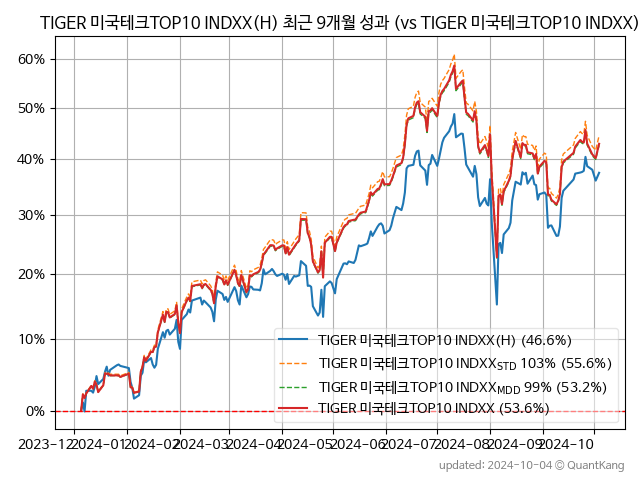 TIGER 미국테크TOP10 INDXX(H) 최근 9개월 성과 (vs TIGER 미국테크TOP10 INDXX)
60%
50%
40%
30%
20%
10%
0%
TIGER 미국테크TOP10 INDXX(H) (46.6%)
TIGER 미국테크TOP10 INDXX_STD 103% (55.6%)
TIGER 미국테크TOP10 INDXX_MDD 99% (53.2%)
TIGER 미국테크TOP10 INDXX (53.6%)
2023-12 2024-01 2024-02 2024-03 2024-04 2024-05 2024-06 2024-07 2024-08 2024-09 2024-10
updated: 2024-10-04 © QuantKang